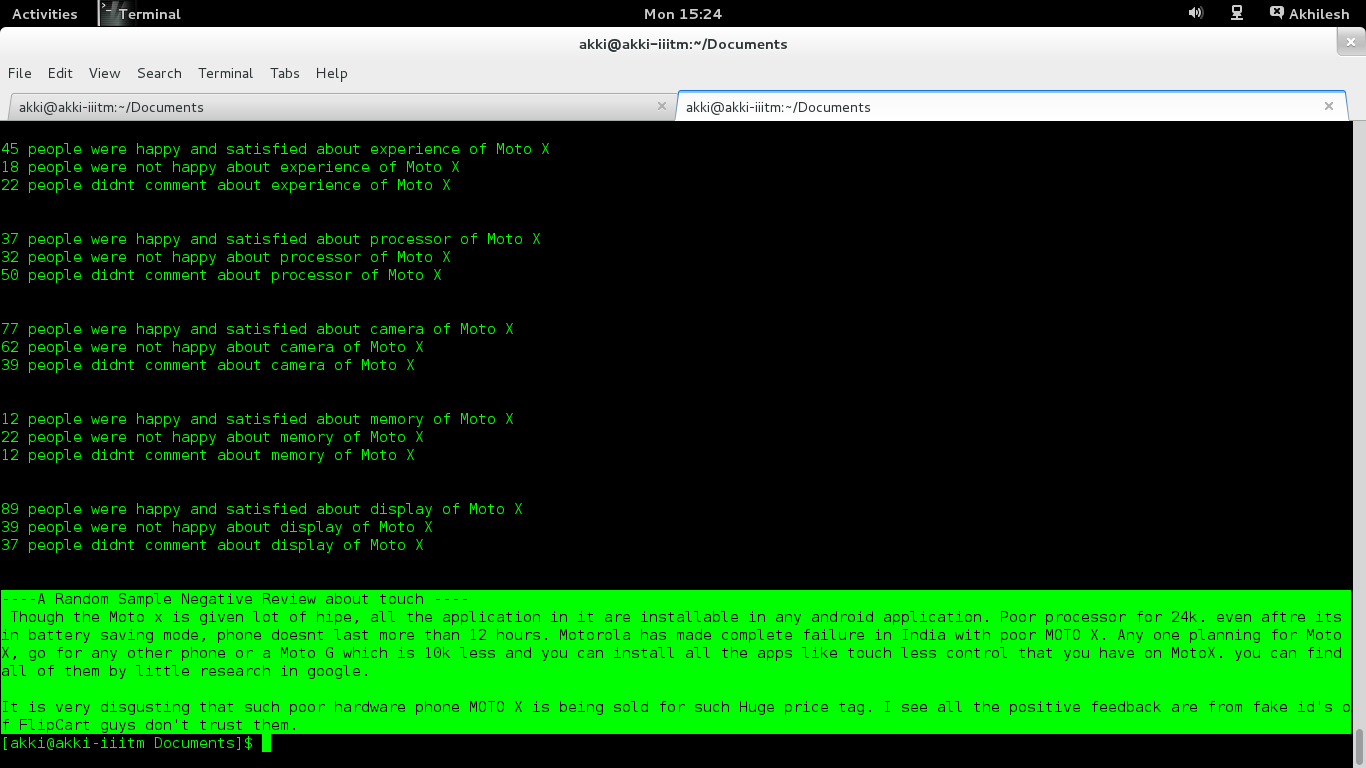 Activities Terminal Mon 15:24 Akhilesh
akki@akki-iiitm:~/Documents
File Edit View Search Terminal Tabs Help
akki@akki-iiitm:~/Documents akki@akki-iiitm:~/Documents
45 people were happy and satisfied about experience of Moto X
18 people were not happy about experience of Moto X
22 people didnt comment about experience of Moto X
37 people were happy and satisfied about processor of Moto X
32 people were not happy about processor of Moto X
50 people didnt comment about processor of Moto X
77 people were happy and satisfied about camera of Moto X
62 people were not happy about camera of Moto X
39 people didnt comment about camera of Moto X
12 people were happy and satisfied about memory of Moto X
22 people were not happy about memory of Moto X
12 people didnt comment about memory of Moto X
89 people were happy and satisfied about display of Moto X
39 people were not happy about display of Moto X
37 people didnt comment about display of Moto X
----A Random Sample Negative Review about touch ----
Though the Moto x is given lot of hipe, all the application in it are installable in any android application. Poor processor for 24k. even aftre its
in battery saving mode, phone doesnt last more than 12 hours. Motorola has made complete failure in India with poor MOTO X. Any one planning for Moto
X, go for any other phone or a Moto G which is 10k less and you can install all the apps like touch less control that you have on MotoX. you can find
all of them by little research in google.
It is very disgusting that such poor hardware phone MOTO X is being sold for such Huge price tag. I see all the positive feedback are from fake id's o
f FlipCart guys don't trust them.
[akki@akki-iiitm Documents]$